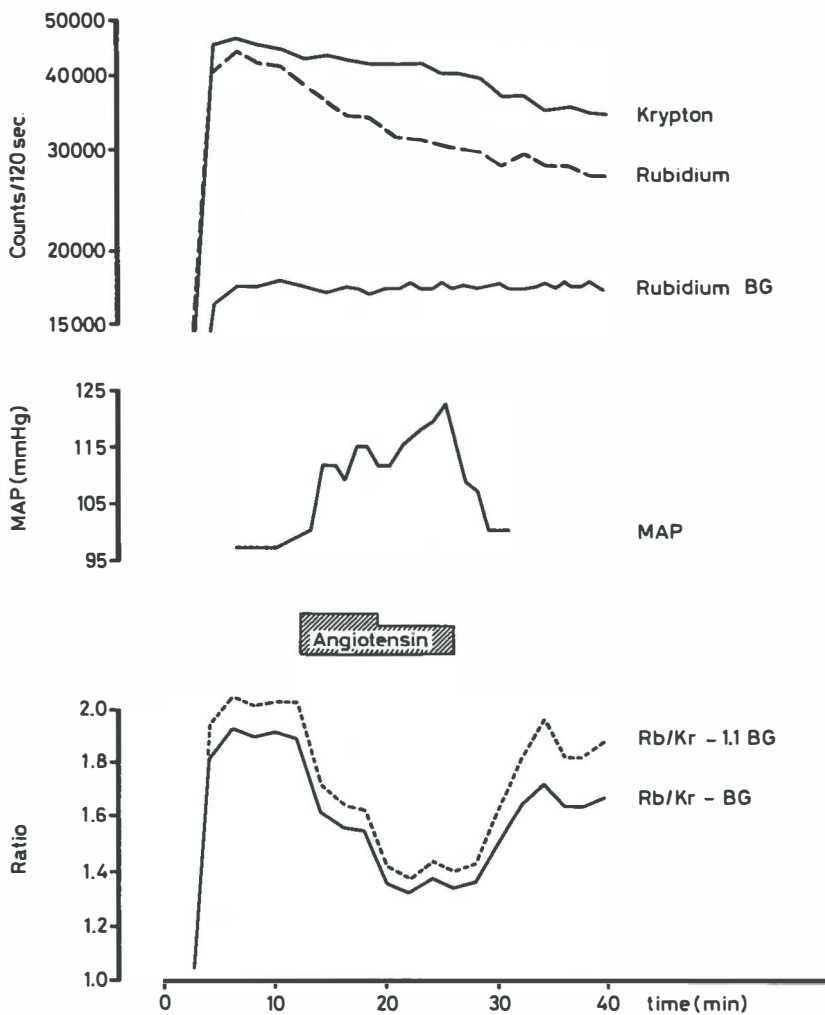 50000
40000
30000
20000
15000
Counts/120 sec.
Krypton
Rubidium
Rubidium BG
125
115
105
95
MAP (mmHg)
MAP
Angiotensin
2.0
1.8
1.6
1.4
1.2
1.0
Ratio
Rb/Kr - 1.1 BG
Rb/Kr - BG
0 10 20 30 40 time (min)